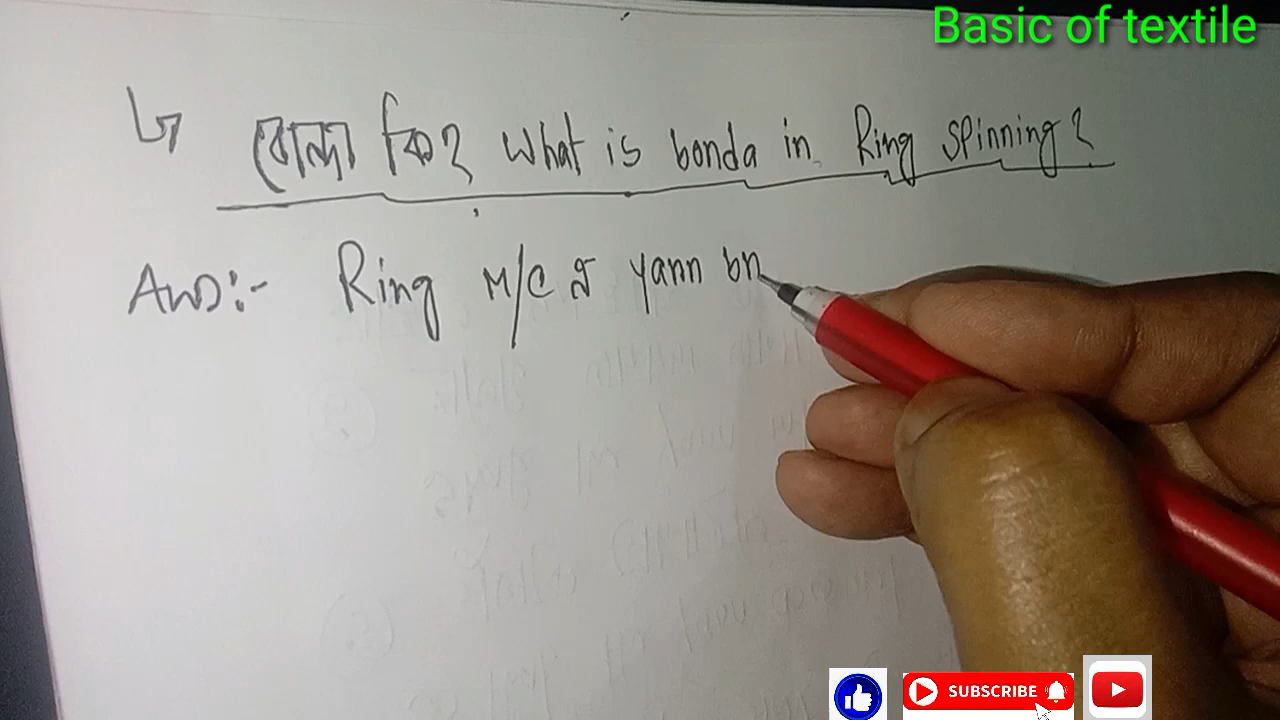 Basic of textile
↳ বোন্দা কি? What is bonda in Ring spinning?
Ans:- Ring M/C এ yarn bn
SUBSCRIBE